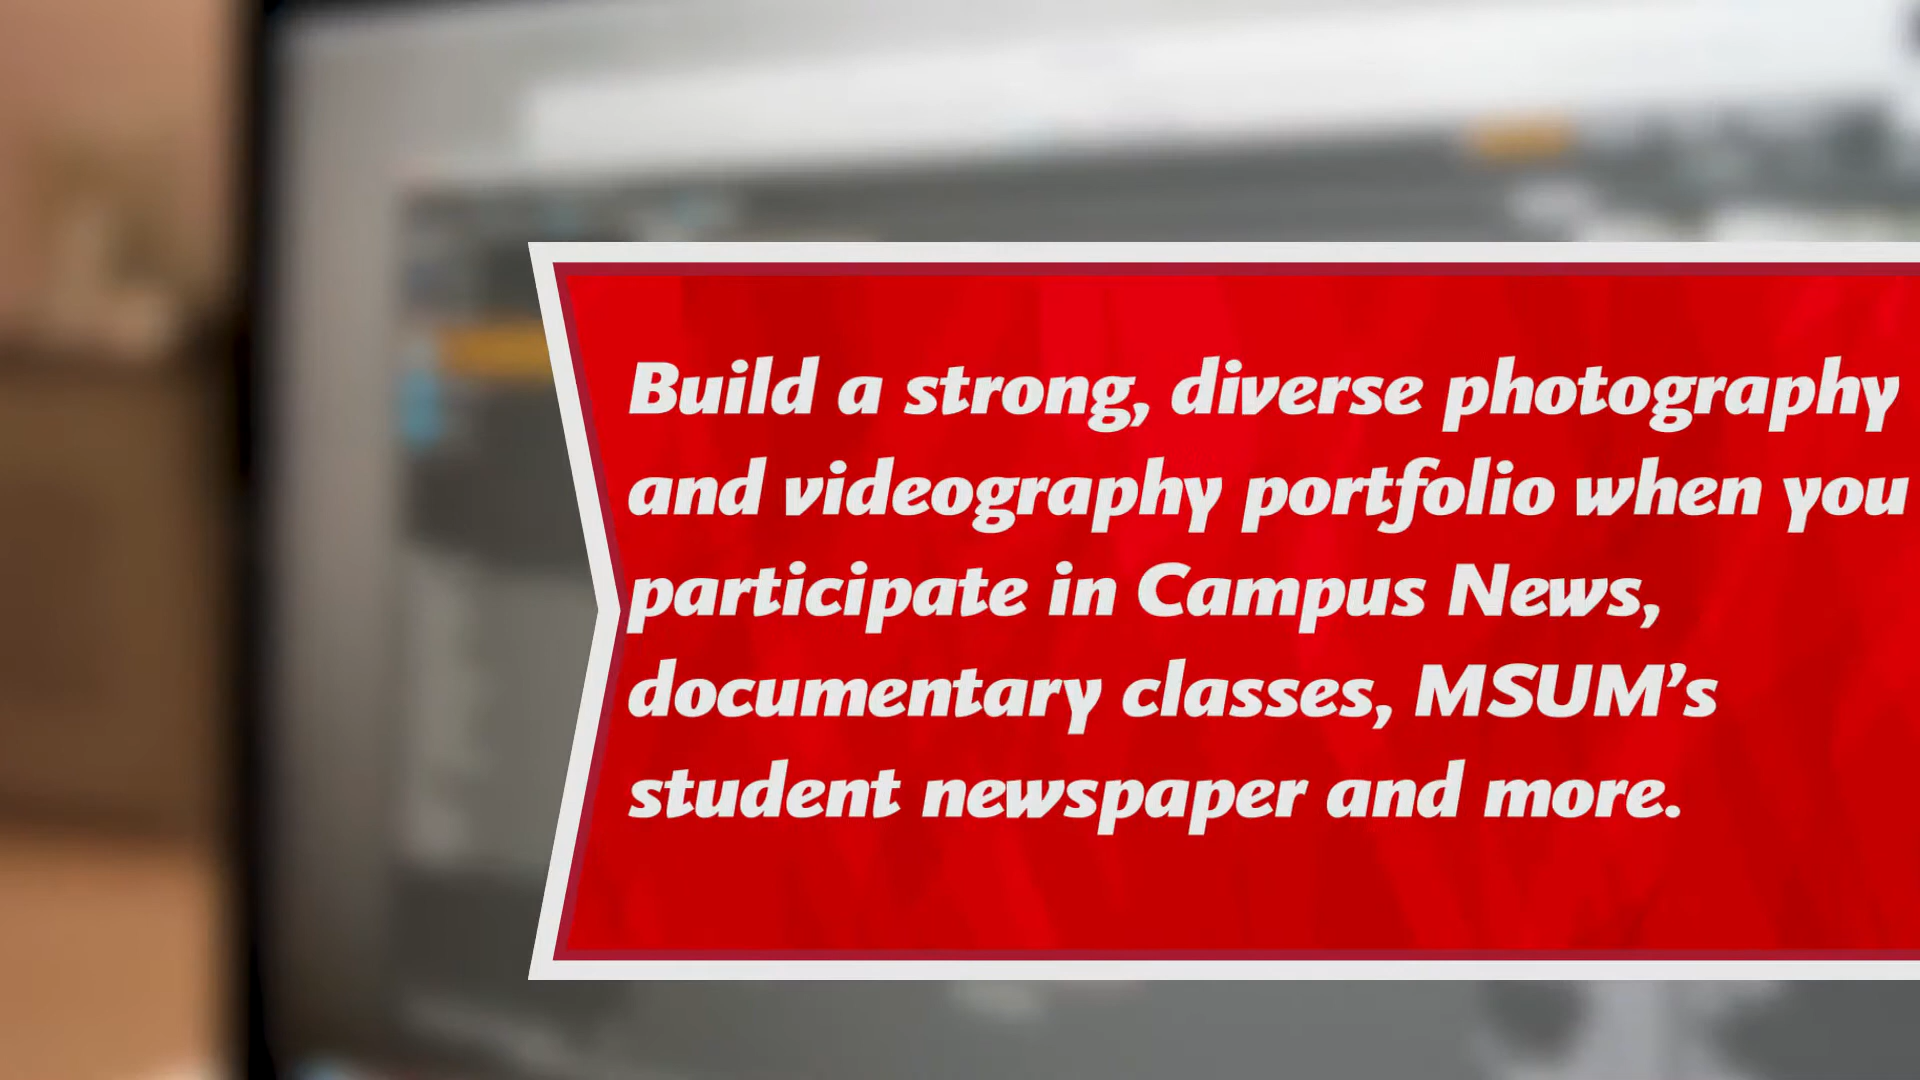 Build a strong, diverse photography
and videography portfolio when you
participate in Campus News,
documentary classes, MSUM’s
student newspaper and more.